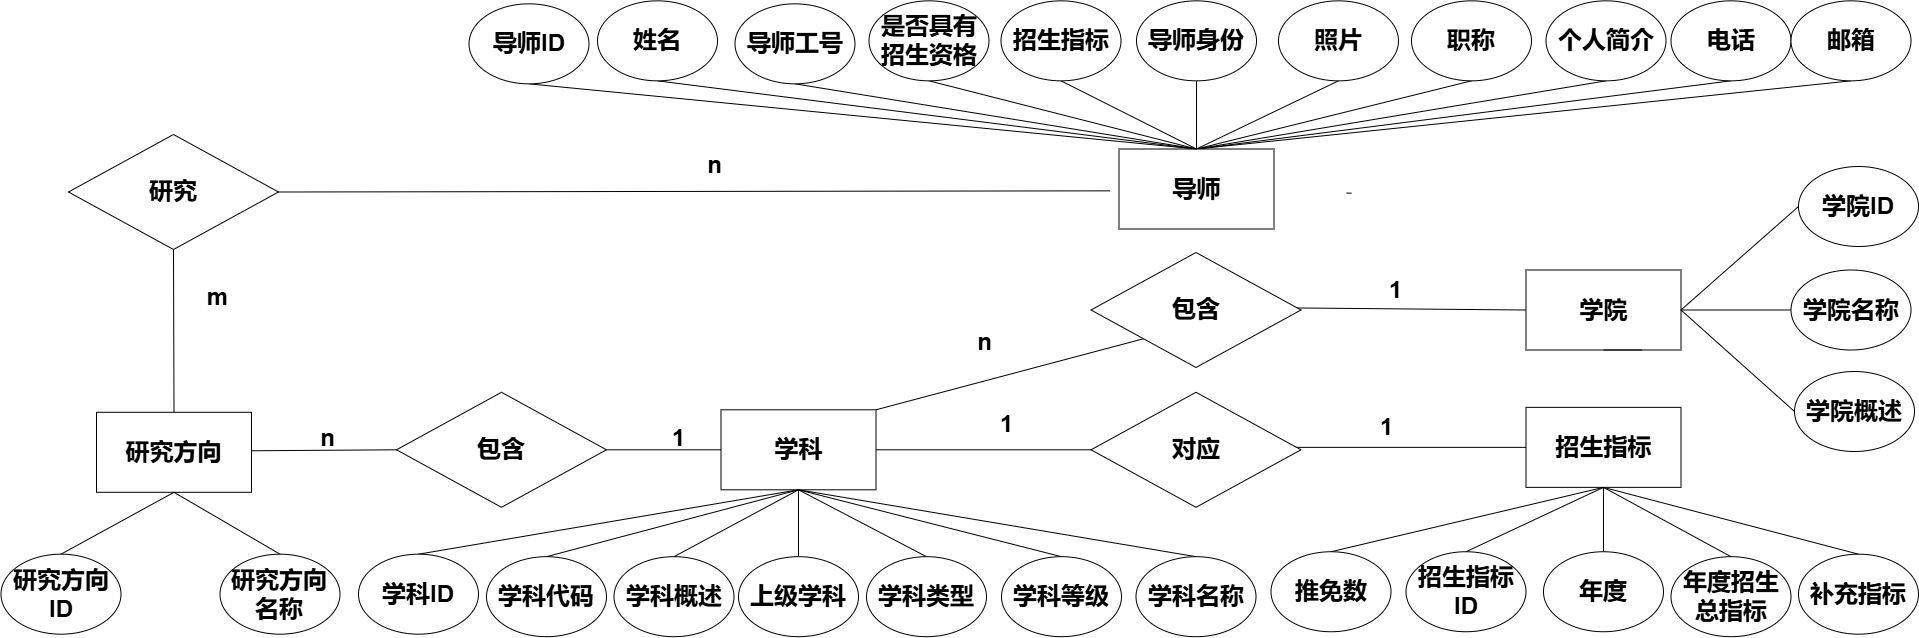 导师ID
姓名
导师工号
是否具有
招生资格
招生指标
导师身份
照片
职称
个人简介
电话
邮箱
n
研究
导师
-
学院ID
m
1
包含
学院
学院名称
n
学院概述
1
1
n
1
研究方向
包含
学科
对应
招生指标
研究方向
ID
研究方向
名称
学科ID
学科代码
学科概述
上级学科
学科类型
学科等级
学科名称
推免数
招生指标
ID
年度
年度招生
总指标
补充指标